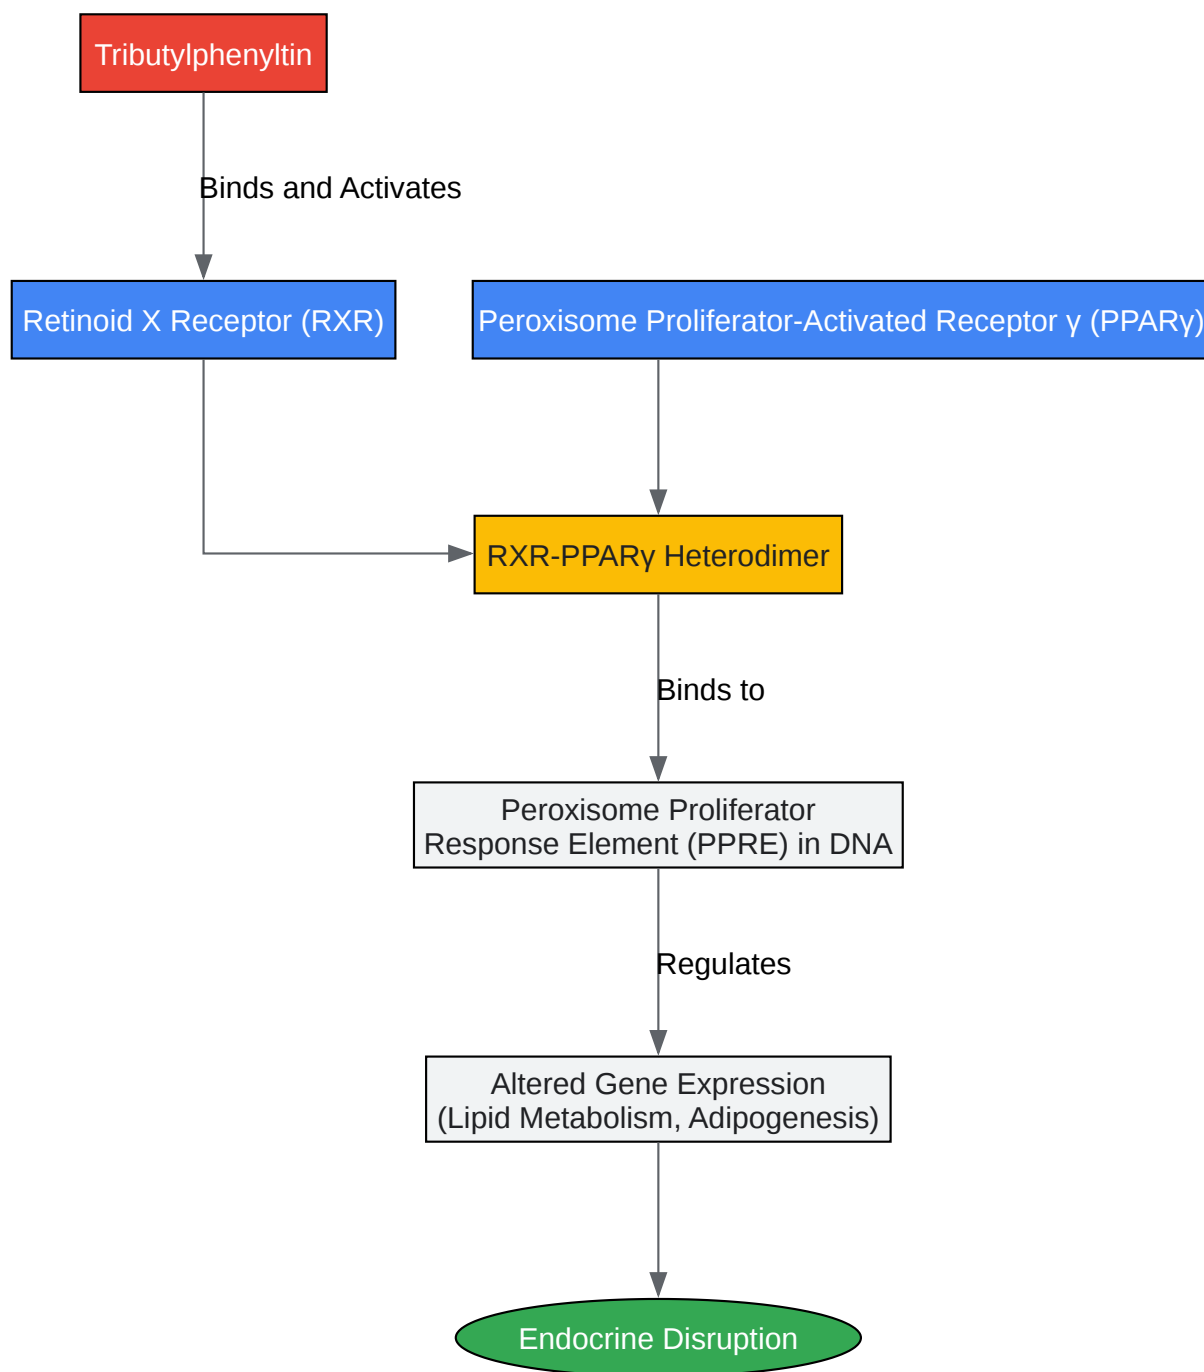 Tributylphenyltin
Binds and Activates
Retinoid X Receptor (RXR)
Peroxisome Proliferator-Activated Receptor γ (PPARγ)
RXR-PPARγ Heterodimer
Binds to
Peroxisome Proliferator
Response Element (PPRE) in DNA
Regulates
Altered Gene Expression
(Lipid Metabolism, Adipogenesis)
Endocrine Disruption